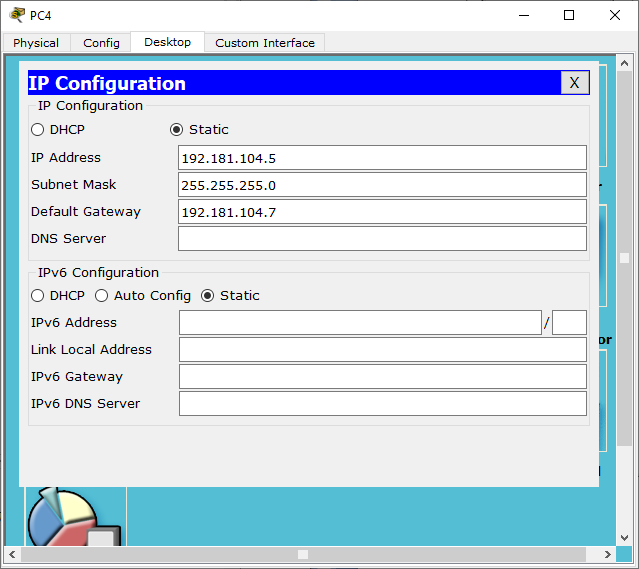 PC4
Physical Config Desktop Custom Interface
IP Configuration X
IP Configuration
DHCP Static
IP Address 192.181.104.5
Subnet Mask 255.255.255.0
Default Gateway 192.181.104.7
DNS Server
IPv6 Configuration
DHCP Auto Config Static
IPv6 Address /
Link Local Address
IPv6 Gateway
IPv6 DNS Server
or